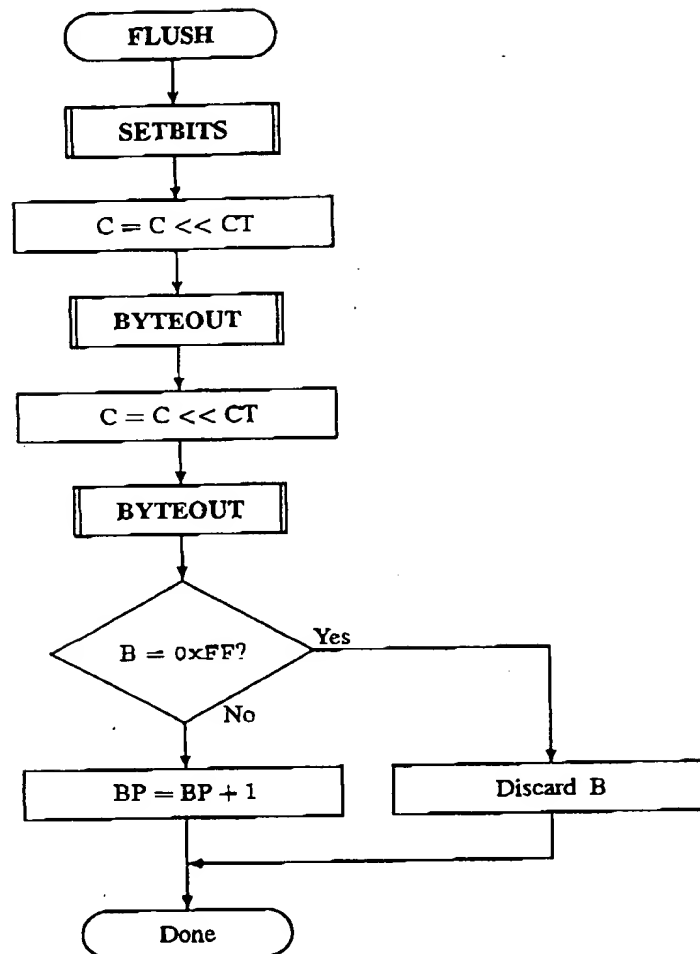 FLUSH
SETBITS
C = C << CT
BYTEOUT
C = C << CT
BYTEOUT
B = 0xFF?
Yes
No
BP = BP + 1
Discard B
Done